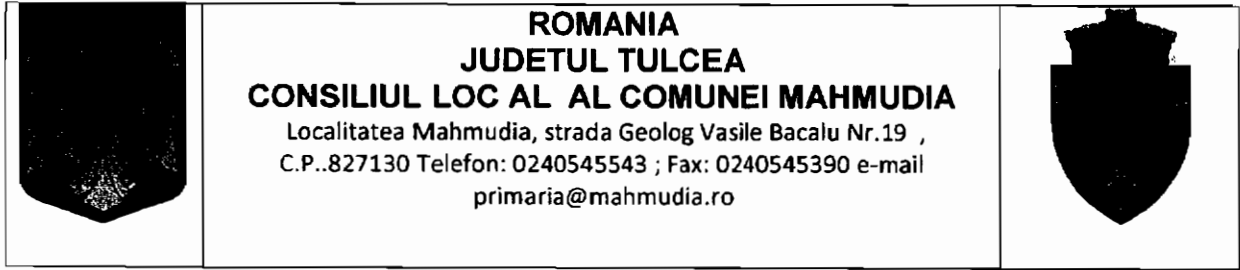 ROMANIA
JUDETUL TULCEA
CONSILIUL LOC AL AL COMUNEI MAHMUDIA
Localitatea Mahmudia, strada Geolog Vasile Bacalu Nr.19 ,
C.P..827130 Telefon: 0240545543 ; Fax: 0240545390 e-mail
primaria@mahmudia.ro